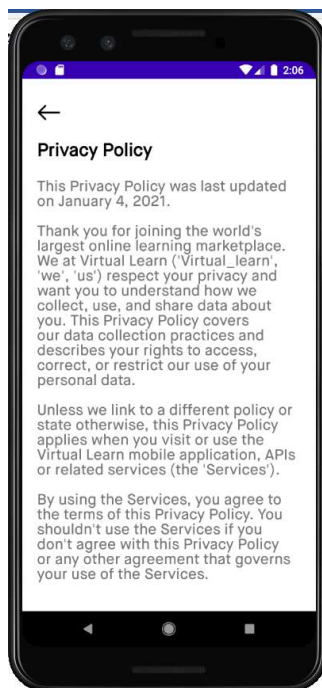 2:06
Privacy Policy
This Privacy Policy was last updated
on January 4, 2021.
Thank you for joining the world's
largest online learning marketplace.
We at Virtual Learn ('Virtual_learn',
'we', 'us') respect your privacy and
want you to understand how we
collect, use, and share data about
you. This Privacy Policy covers
our data collection practices and
describes your rights to access,
correct, or restrict our use of your
personal data.
Unless we link to a different policy or
state otherwise, this Privacy Policy
applies when you visit or use the
Virtual Learn mobile application, APIs
or related services (the 'Services').
By using the Services, you agree to
the terms of this Privacy Policy. You
shouldn't use the Services if you
don't agree with this Privacy Policy
or any other agreement that governs
your use of the Services.